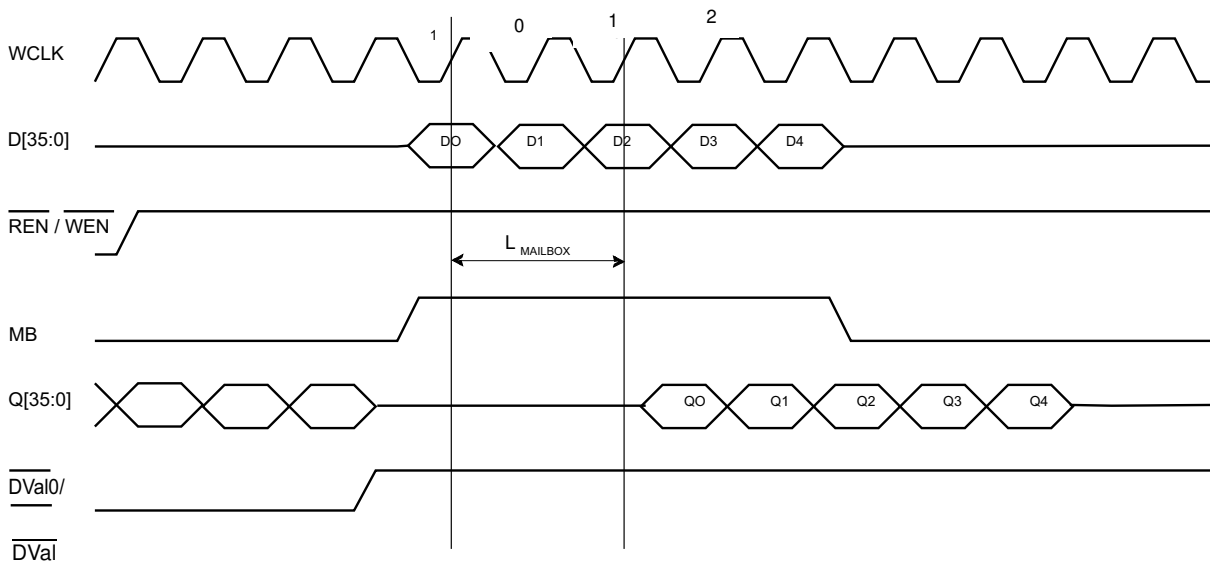 1 0 1 2
WCLK
D[35:0] DO D1 D2 D3 D4
REN / WEN
L MAILBOX
MB
Q[35:0] QO Q1 Q2 Q3 Q4
DVal0/
DVal